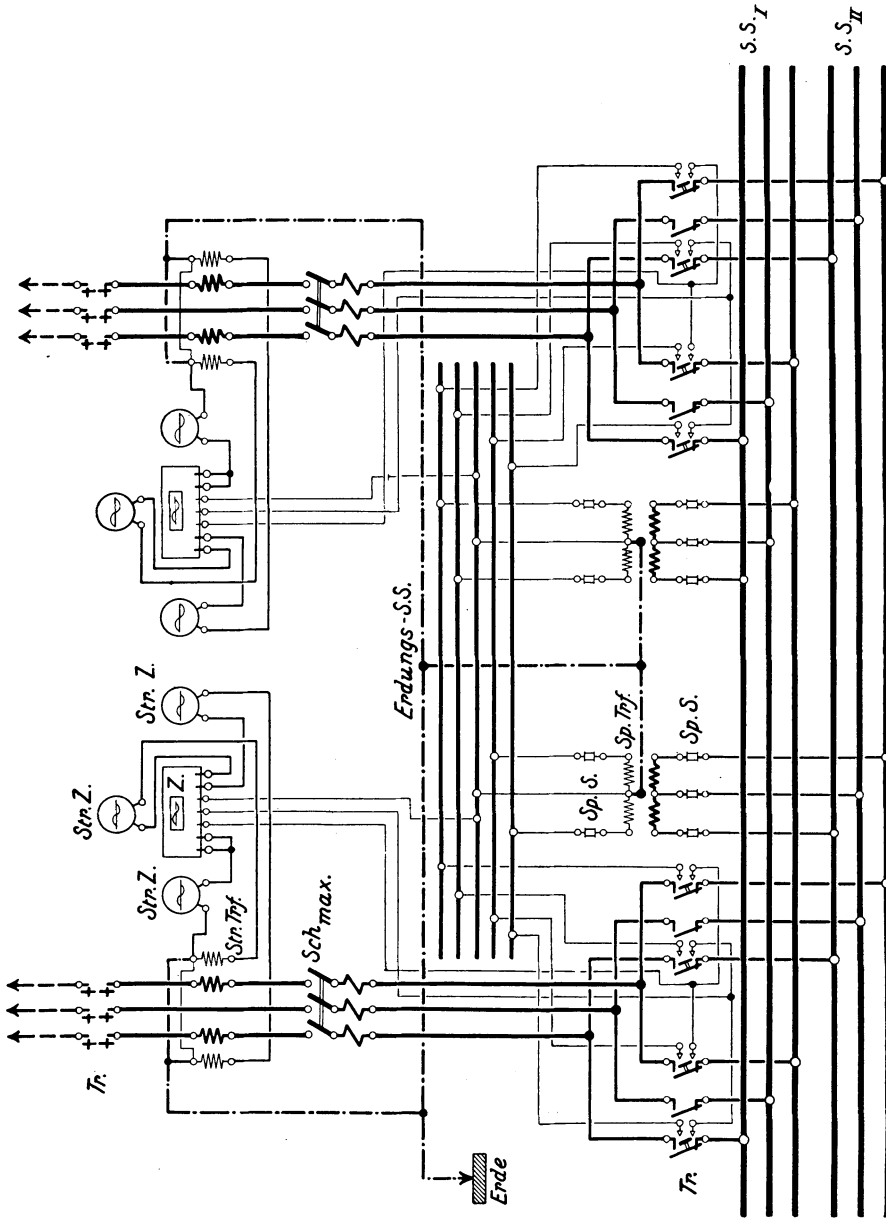 S.S. I
S.S. II
Str. Z.
Str. Z.
Str. Z.
Z.
Erdungs-S.S.
Str. Trf.
Sch max.
Sp. Trf.
Sp. S.
Sp. S.
Tr.
Tr.
Erde